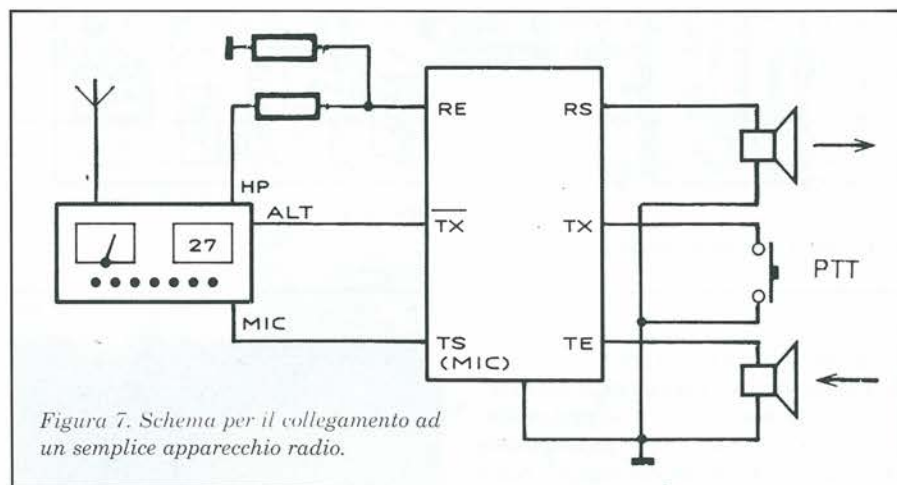 RE
RS
HP
ALT
TX
TX
PTT
27
MIC
TS
TE
(MIC)
Figura 7. Schema per il collegamento ad
un semplice apparecchio radio.